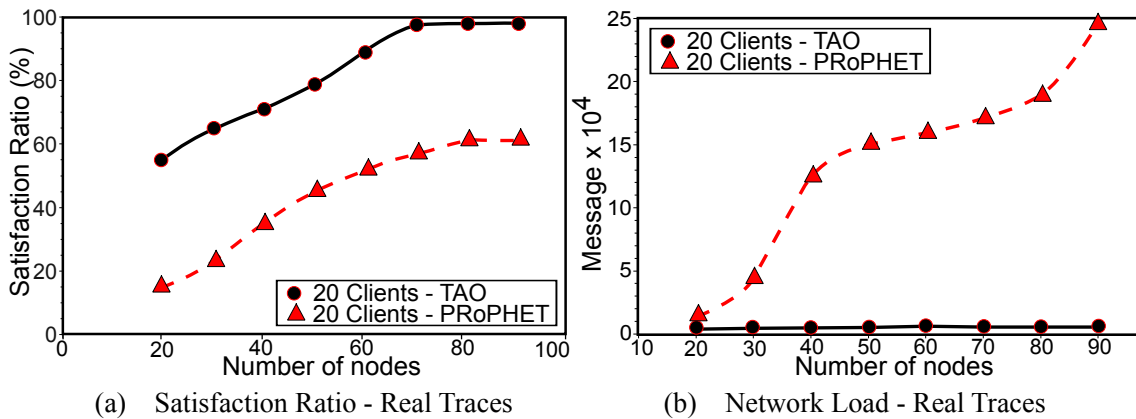 100
80
60
40
20
0
Satisfaction Ratio (%)
20 Clients - TAO
20 Clients - PRoPHET
0 20 40 60 80 100
Number of nodes
(a) Satisfaction Ratio - Real Traces
25
20
15
10
5
0
Message x 10^4
20 Clients - TAO
20 Clients - PRoPHET
10 20 30 40 50 60 70 80 90
Number of nodes
(b) Network Load - Real Traces